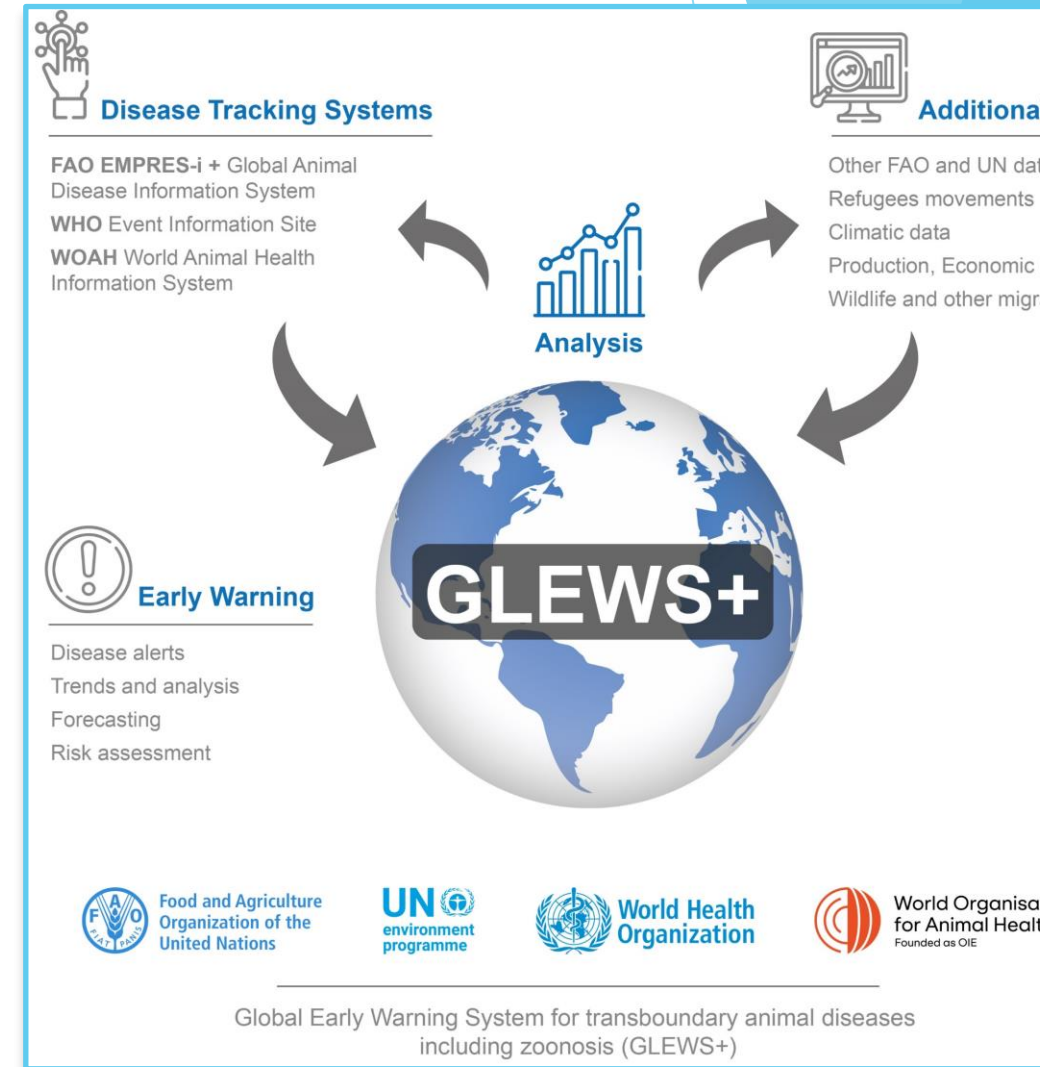 Disease Tracking Systems
FAO EMPRES-i + Global Animal
Disease Information System
WHO Event Information Site
WOAH World Animal Health
Information System
Additiona
Other FAO and UN dat
Refugees movements
Climatic data
Production, Economic
Wildlife and other migr
Analysis
GLEWS+
Early Warning
Disease alerts
Trends and analysis
Forecasting
Risk assessment
FAO
FIAT PANIS
Food and Agriculture
Organization of the
United Nations
UN
environment
programme
World Health
Organization
World Organisa
for Animal Healt
Founded as OIE
Global Early Warning System for transboundary animal diseases
including zoonosis (GLEWS+)